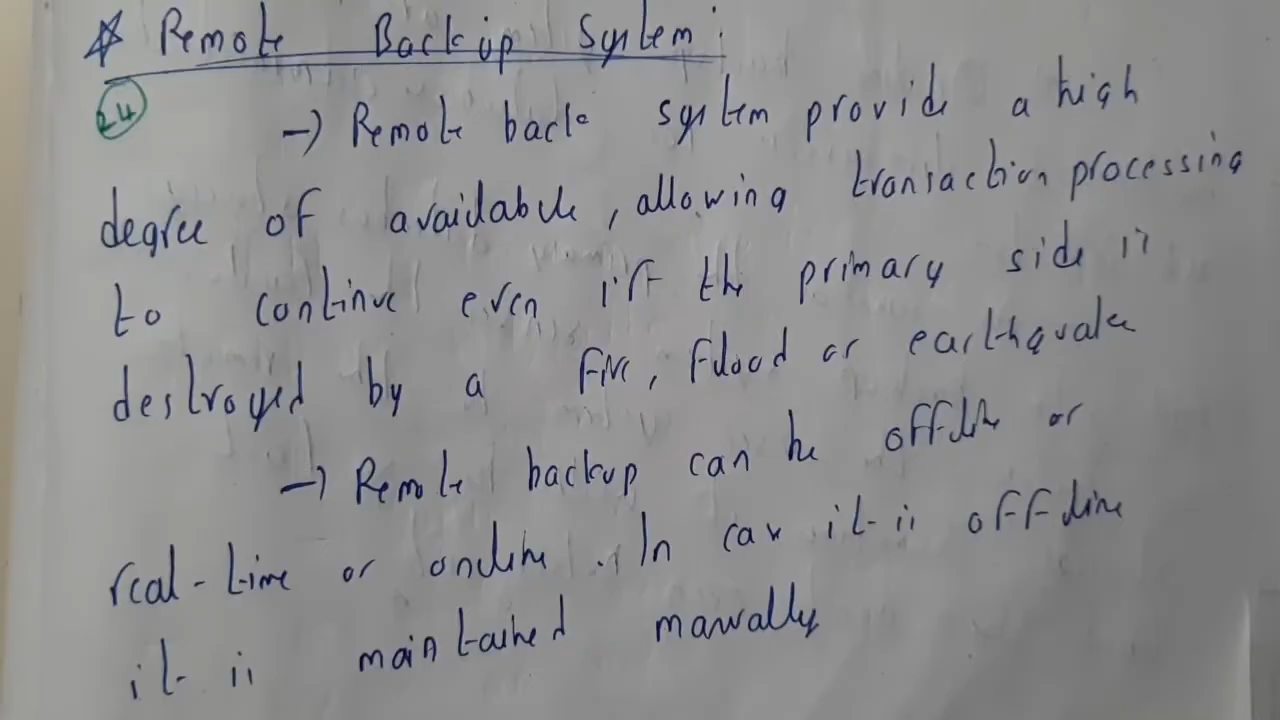 * Remote Backup System :
24
→ Remote back system provide a high
degree of available, allowing transaction processing
to continue even if the primary side is
destroyed by a fire, flood or earthquake
→ Remote backup can be offline or
real-time or online. In case it is offline
it is maintained manually